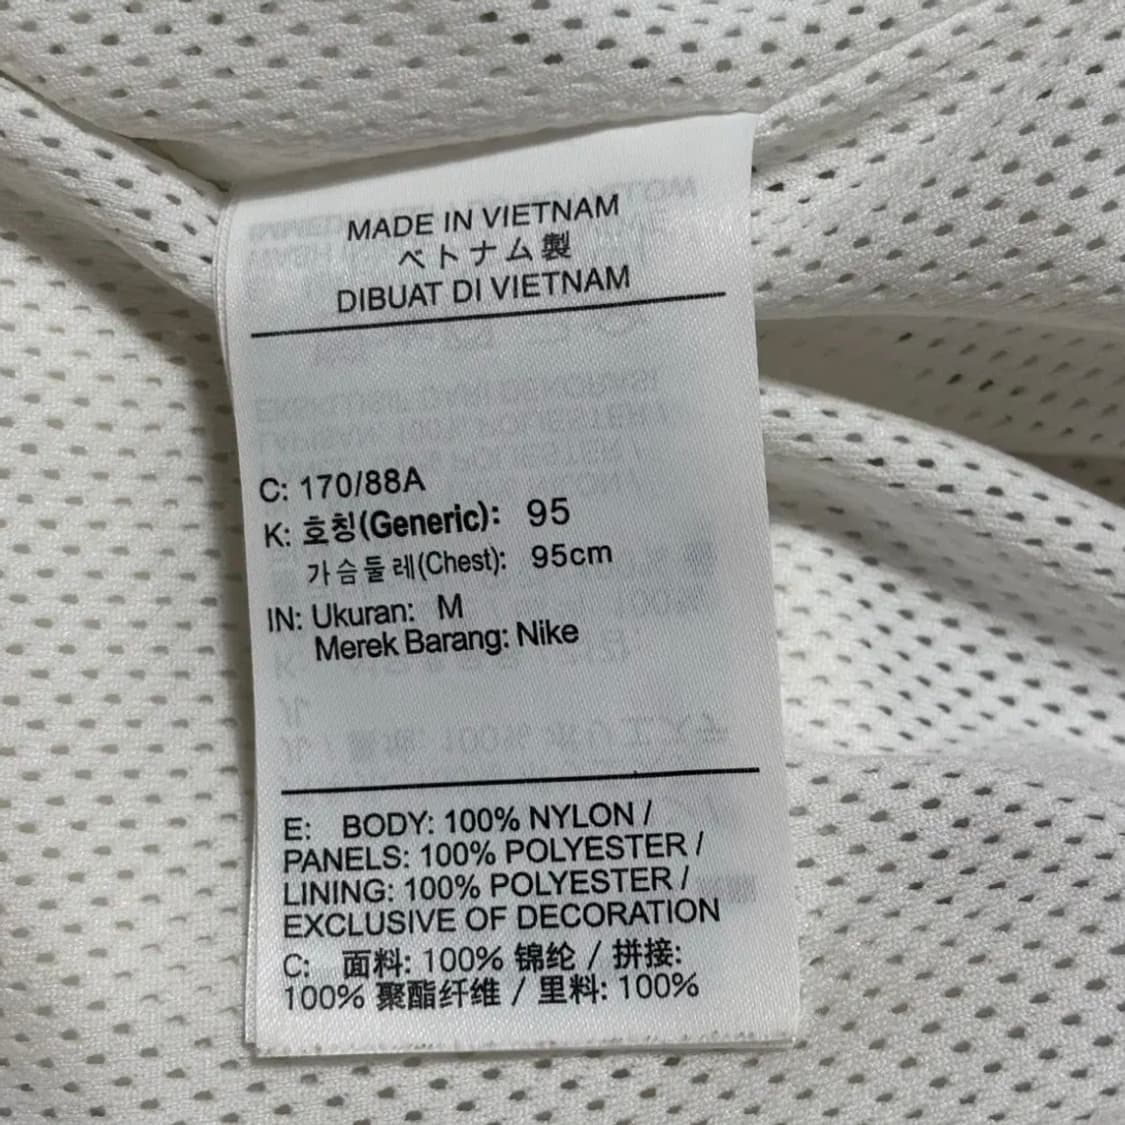 MADE IN VIETNAM
ベトナム製
DIBUAT DI VIETNAM
C: 170/88A
K: 호칭(Generic): 95
가슴둘레(Chest): 95cm
IN: Ukuran: M
Merek Barang: Nike
E: BODY: 100% NYLON /
PANELS: 100% POLYESTER /
LINING: 100% POLYESTER /
EXCLUSIVE OF DECORATION
C: 面料: 100% 锦纶 / 拼接:
100% 聚酯纤维 / 里料: 100%